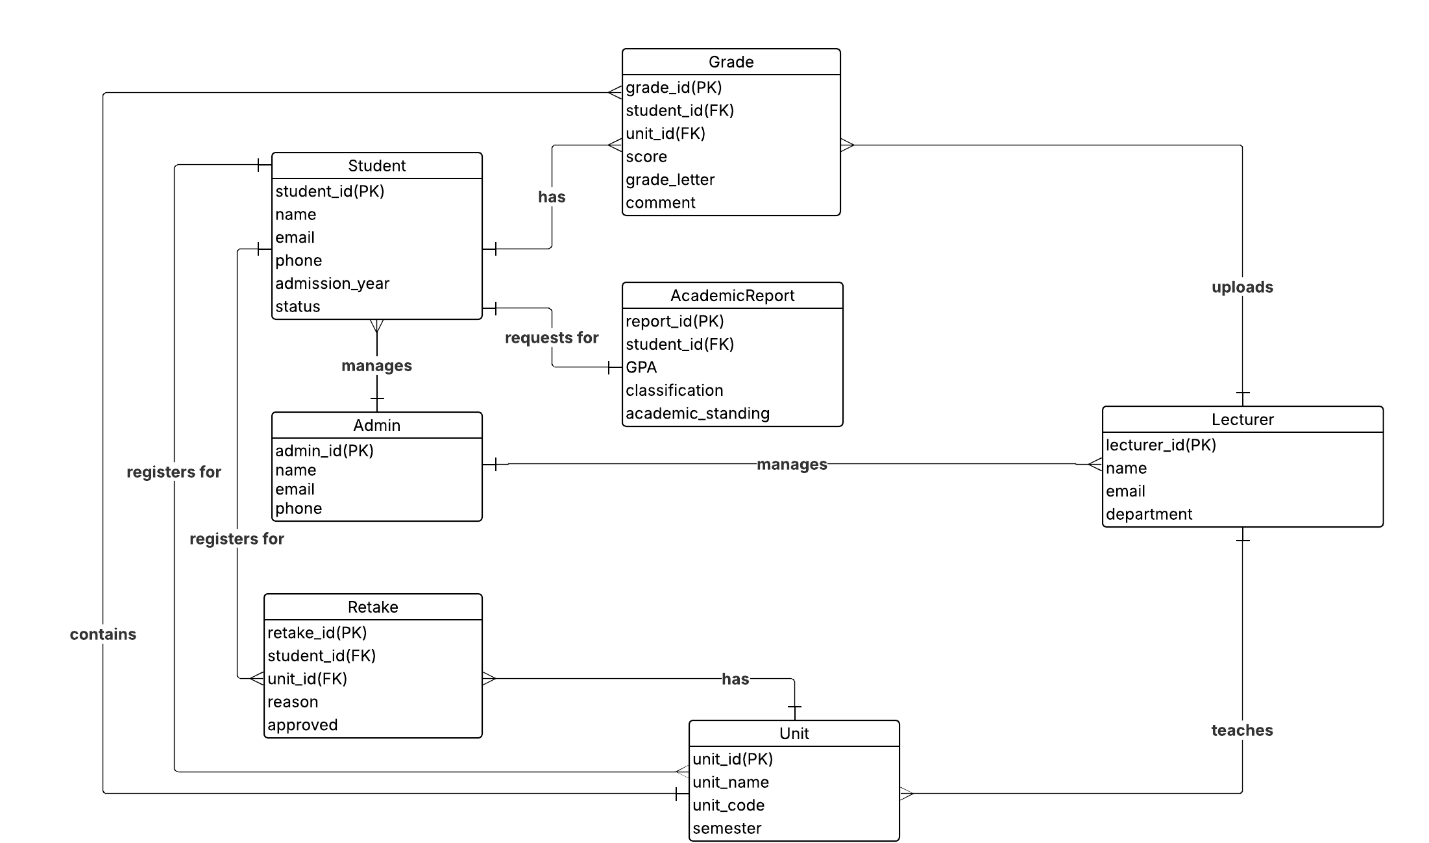 Grade
grade_id(PK)
student_id(FK)
unit_id(FK)
score
grade_letter
comment
Student
student_id(PK)
name
email
phone
admission_year
status
has
AcademicReport
report_id(PK)
student_id(FK)
GPA
classification
academic_standing
uploads
requests for
manages
Admin
admin_id(PK)
name
email
phone
manages
Lecturer
lecturer_id(PK)
name
email
department
registers for
registers for
Retake
retake_id(PK)
student_id(FK)
unit_id(FK)
reason
approved
contains
has
Unit
unit_id(PK)
unit_name
unit_code
semester
teaches